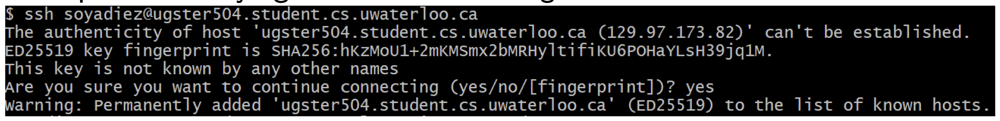 $ ssh soyadiez@ugster504.student.cs.uwaterloo.ca
The authenticity of host 'ugster504.student.cs.uwaterloo.ca (129.97.173.82)' can't be established.
ED25519 key fingerprint is SHA256:hKzMoU1+2mKMSmx2bMRHyltifiKU6POHaYLsH39jq1M.
This key is not known by any other names
Are you sure you want to continue connecting (yes/no/[fingerprint])? yes
Warning: Permanently added 'ugster504.student.cs.uwaterloo.ca' (ED25519) to the list of known hosts.